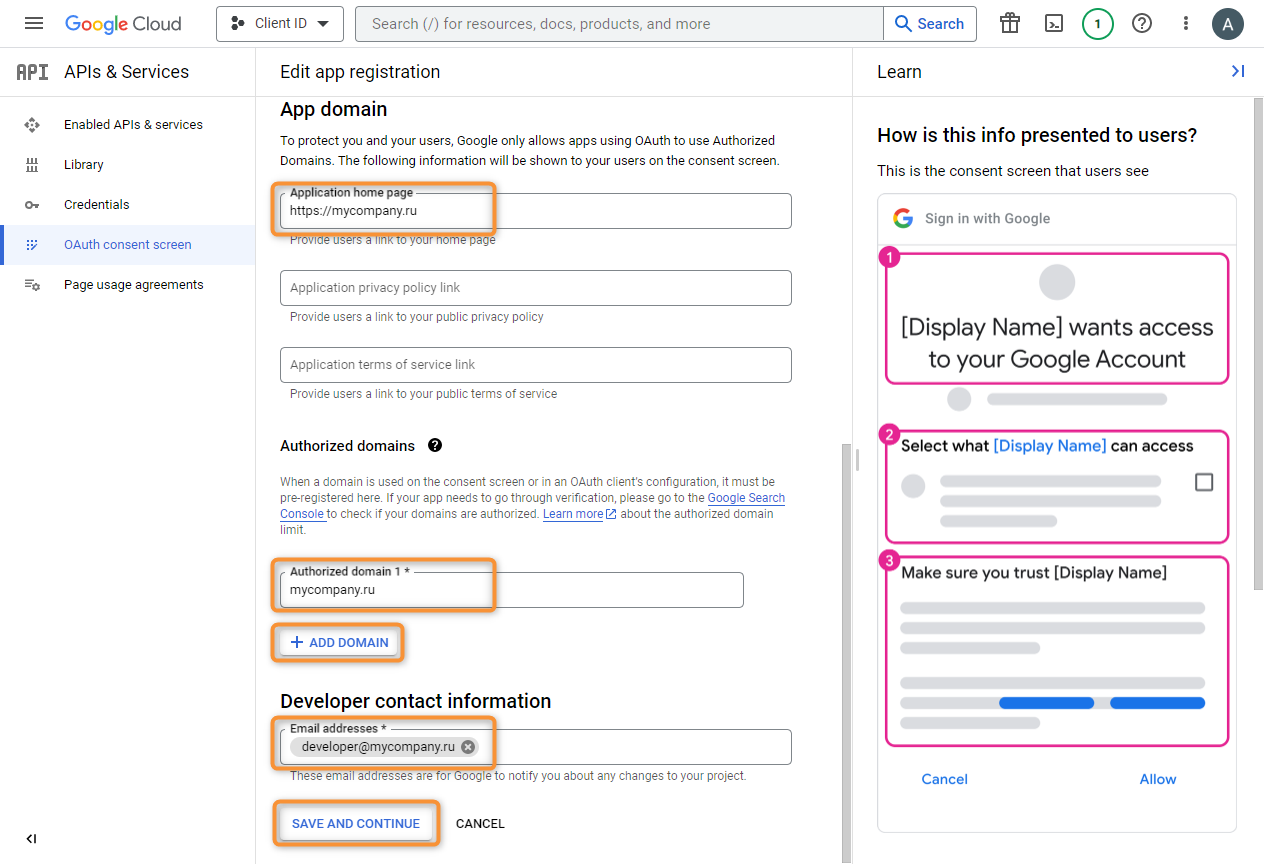 Google Cloud
Client ID
Search (/) for resources, docs, products, and more
Search
1
A
API
APIs & Services
Enabled APIs & services
Library
Credentials
OAuth consent screen
Page usage agreements
Edit app registration
App domain
To protect you and your users, Google only allows apps using OAuth to use Authorized
Domains. The following information will be shown to your users on the consent screen.
Application home page
https://mycompany.ru
Provide users a link to your home page
Application privacy policy link
Provide users a link to your public privacy policy
Application terms of service link
Provide users a link to your public terms of service
Authorized domains
When a domain is used on the consent screen or in an OAuth client's configuration, it must be
pre-registered here. If your app needs to go through verification, please go to the Google Search
Console to check if your domains are authorized. Learn more about the authorized domain
limit.
Authorized domain 1 *
mycompany.ru
ADD DOMAIN
Developer contact information
Email addresses *
developer@mycompany.ru
These email addresses are for Google to notify you about any changes to your project.
SAVE AND CONTINUE
CANCEL
Learn
How is this info presented to users?
This is the consent screen that users see
Sign in with Google
1
[Display Name] wants access
to your Google Account
2
Select what [Display Name] can access
3
Make sure you trust [Display Name]
Cancel
Allow